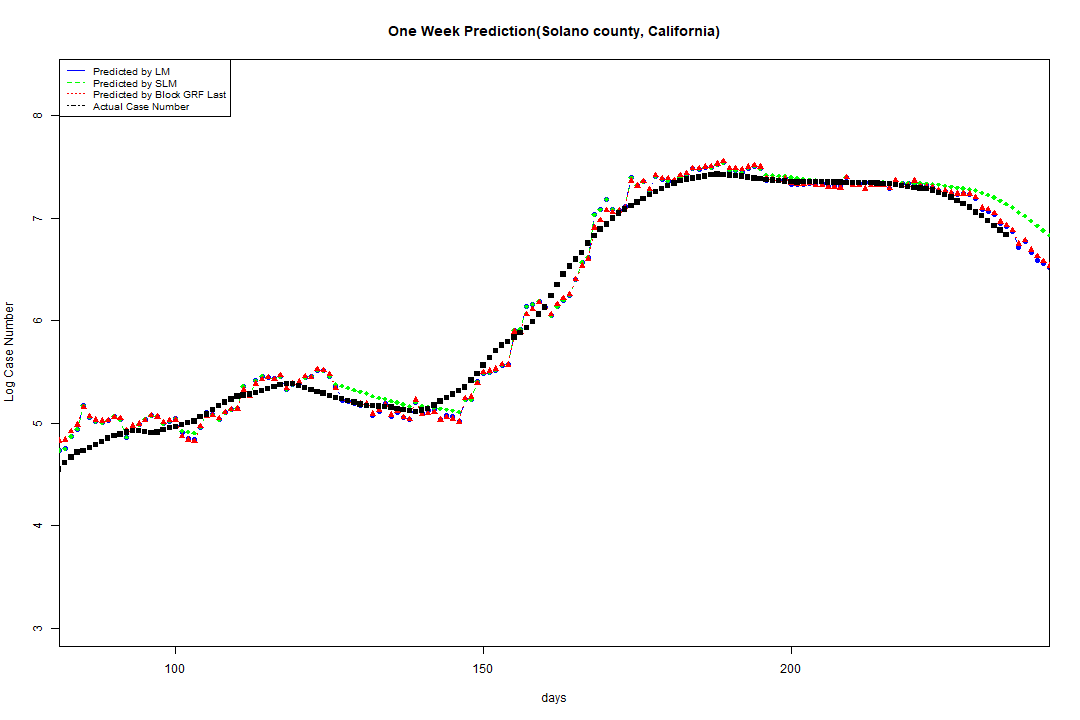 One Week Prediction(Solano county, California)
Predicted by LM
Predicted by SLM
Predicted by Block GRF Last
Actual Case Number
8
7
6
5
4
3
Log Case Number
100 150 200
days